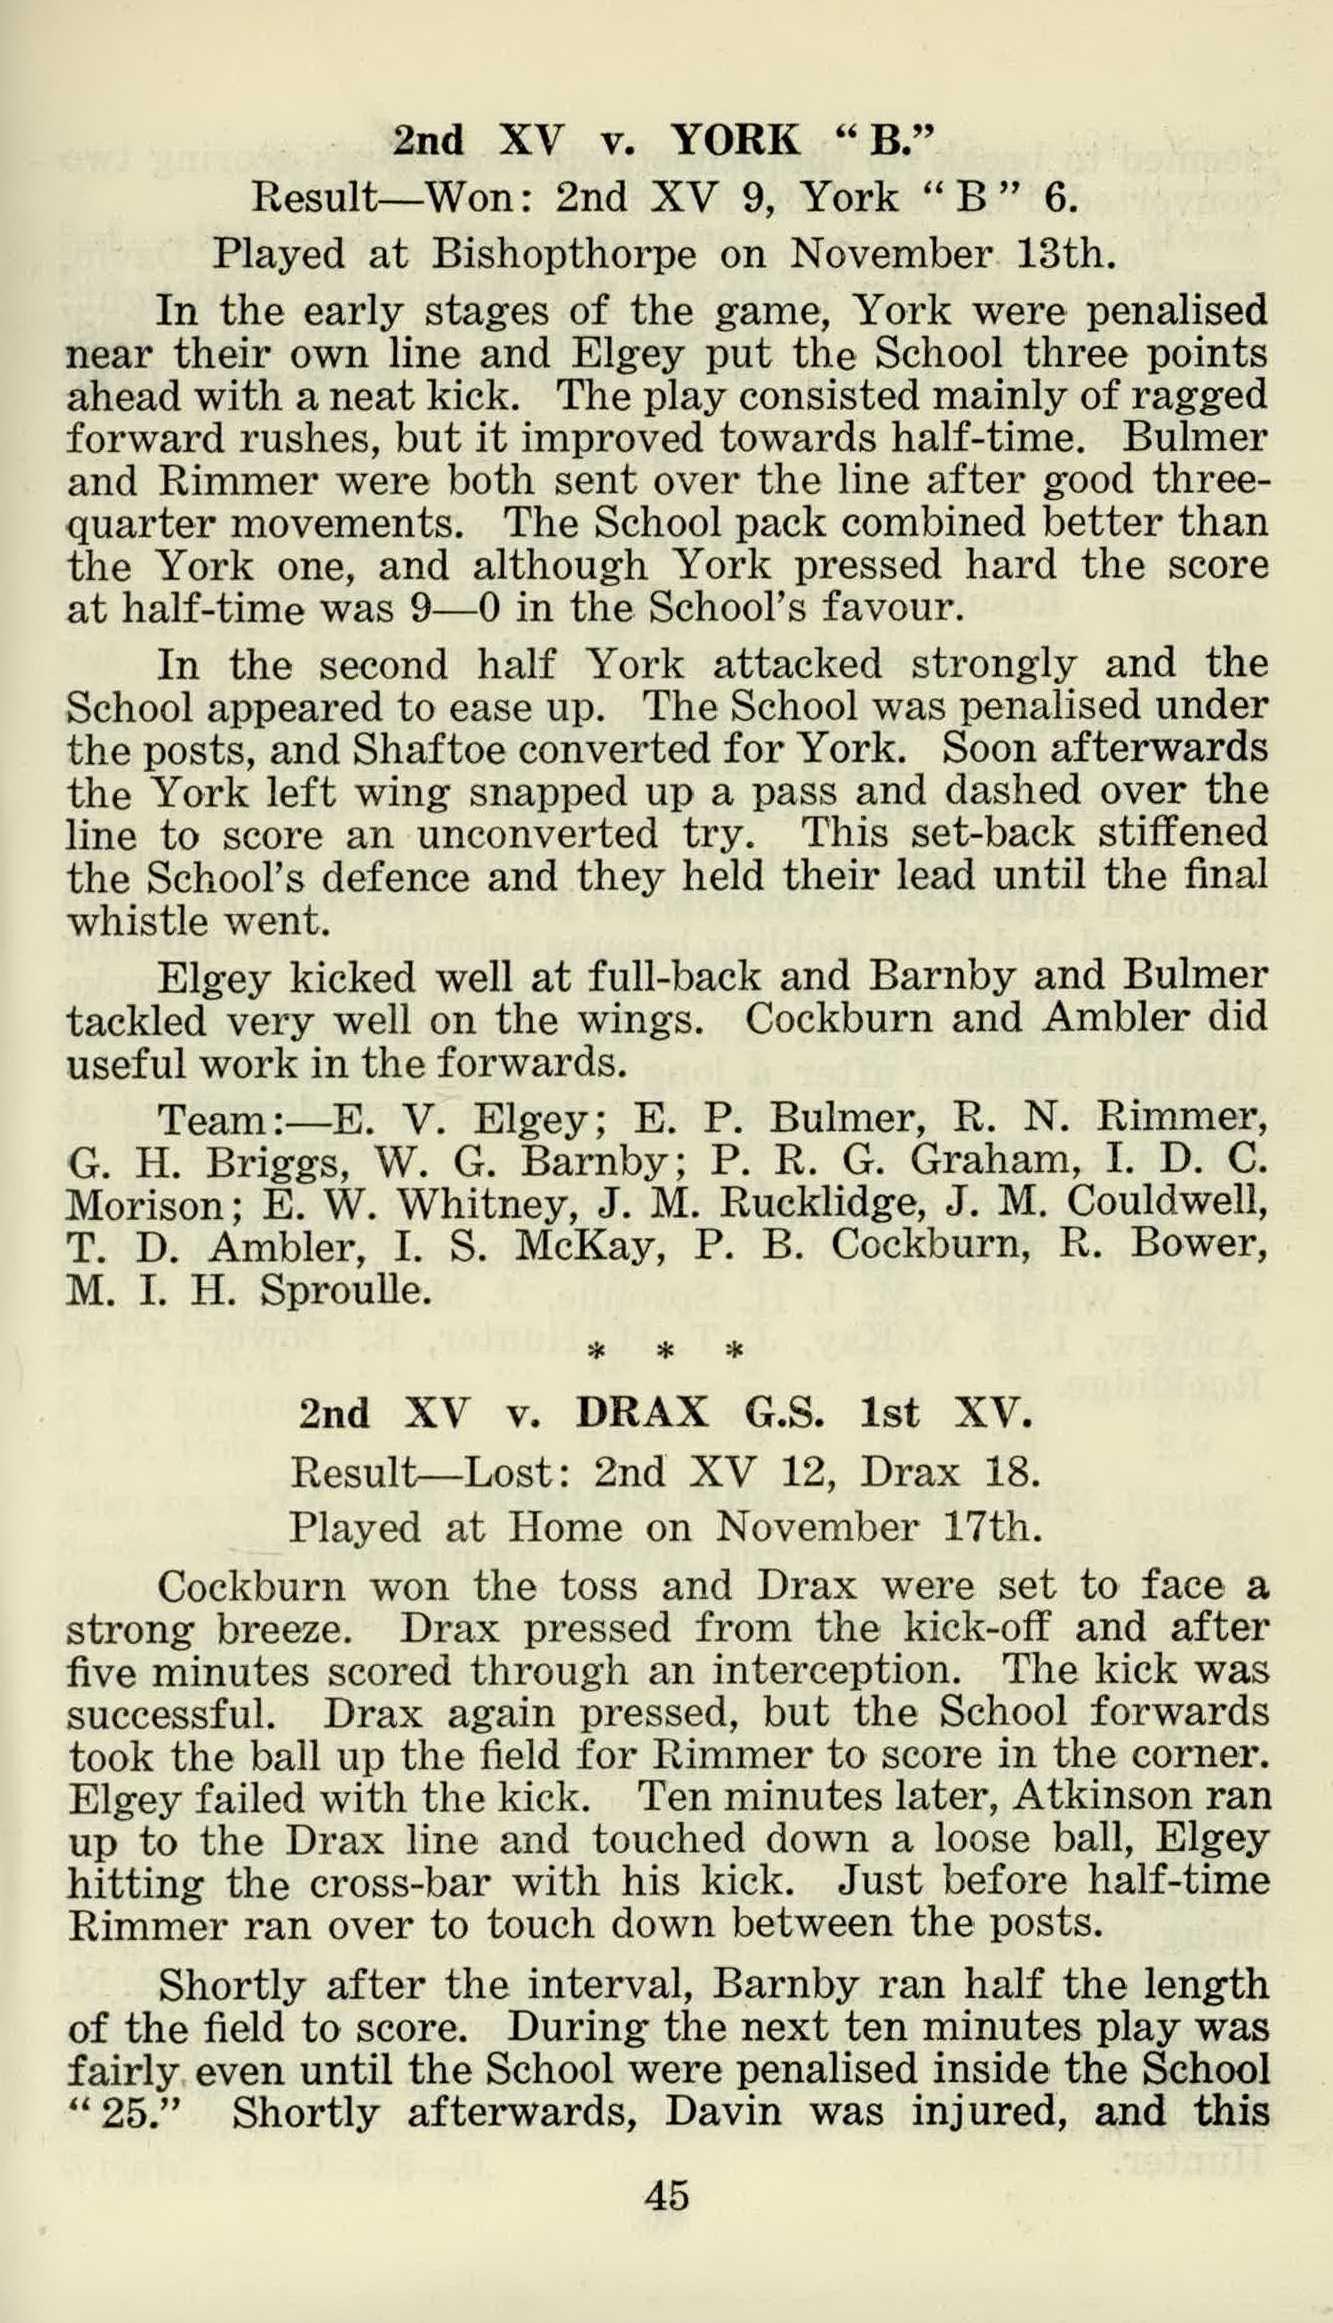 2nd XV v. YORK “ B.”
Result—Won: 2nd XV 9, York “ B ” 6.
Played at Bishopthorpe on November 13th.
In the early stages of the game, York were penalised
near their own line and Elgey put the School three points
ahead with a neat kick. The play consisted mainly of ragged
forward rushes, but it improved towards half-time. Bulmer
and Rimmer were both sent over the line after good three-
quarter movements. The School pack combined better than
the York one, and although York pressed hard the score
at half-time was 9—0 in the School's favour.
In the second half York attacked strongly and the
School appeared to ease up. The School was penalised under
the posts, and Shaftoe converted for York. Soon afterwards
the York left wing snapped up a pass and dashed over the
line to score an unconverted try. This set-back stiffened
the School's defence and they held their lead until the final
whistle went.
Elgey kicked well at full-back and Barnby and Bulmer
tackled very well on the wings. Cockburn and Ambler did
useful work in the forwards.
Team:—E. V. Elgey; E. P. Bulmer, R. N. Rimmer,
G. H. Briggs, W. G. Barnby; P. R. G. Graham, I. D. C.
Morison; E. W. Whitney, J. M. Rucklidge, J. M. Couldwell,
T. D. Ambler, I. S. McKay, P. B. Cockburn, R. Bower,
M. I. H. Sproulle.
* * *
2nd XV v. DRAX G.S. 1st XV.
Result—Lost: 2nd XV 12, Drax 18.
Played at Home on November 17th.
Cockburn won the toss and Drax were set to face a
strong breeze. Drax pressed from the kick-off and after
five minutes scored through an interception. The kick was
successful. Drax again pressed, but the School forwards
took the ball up the field for Rimmer to score in the corner.
Elgey failed with the kick. Ten minutes later, Atkinson ran
up to the Drax line and touched down a loose ball, Elgey
hitting the cross-bar with his kick. Just before half-time
Rimmer ran over to touch down between the posts.
Shortly after the interval, Barnby ran half the length
of the field to score. During the next ten minutes play was
fairly even until the School were penalised inside the School
“ 25.” Shortly afterwards, Davin was injured, and this
45